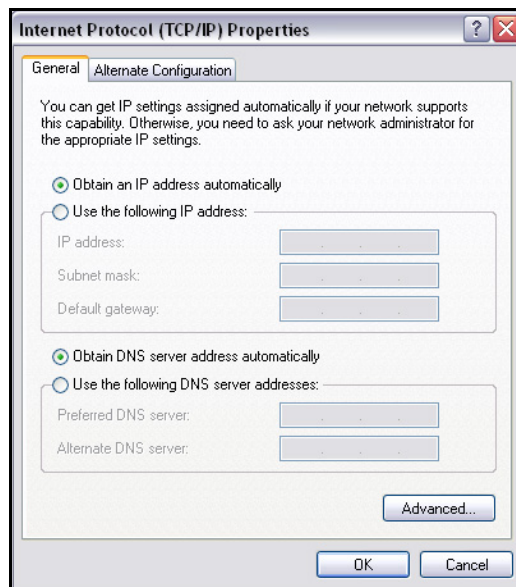 Internet Protocol (TCP/IP) Properties
General
Alternate Configuration
You can get IP settings assigned automatically if your network supports
this capability. Otherwise, you need to ask your network administrator for
the appropriate IP settings.
Obtain an IP address automatically
Use the following IP address:
IP address:
Subnet mask:
Default gateway:
Obtain DNS server address automatically
Use the following DNS server addresses:
Preferred DNS server:
Alternate DNS server:
Advanced...
OK
Cancel